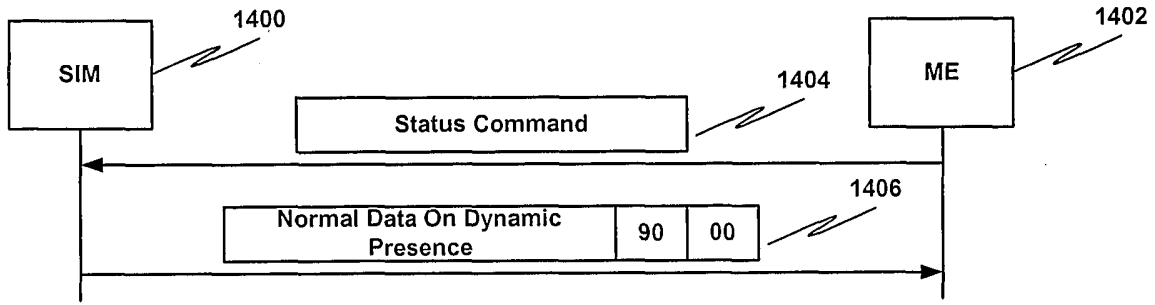 1400
1402
SIM
ME
1404
Status Command
1406
Normal Data On Dynamic
Presence
90
00